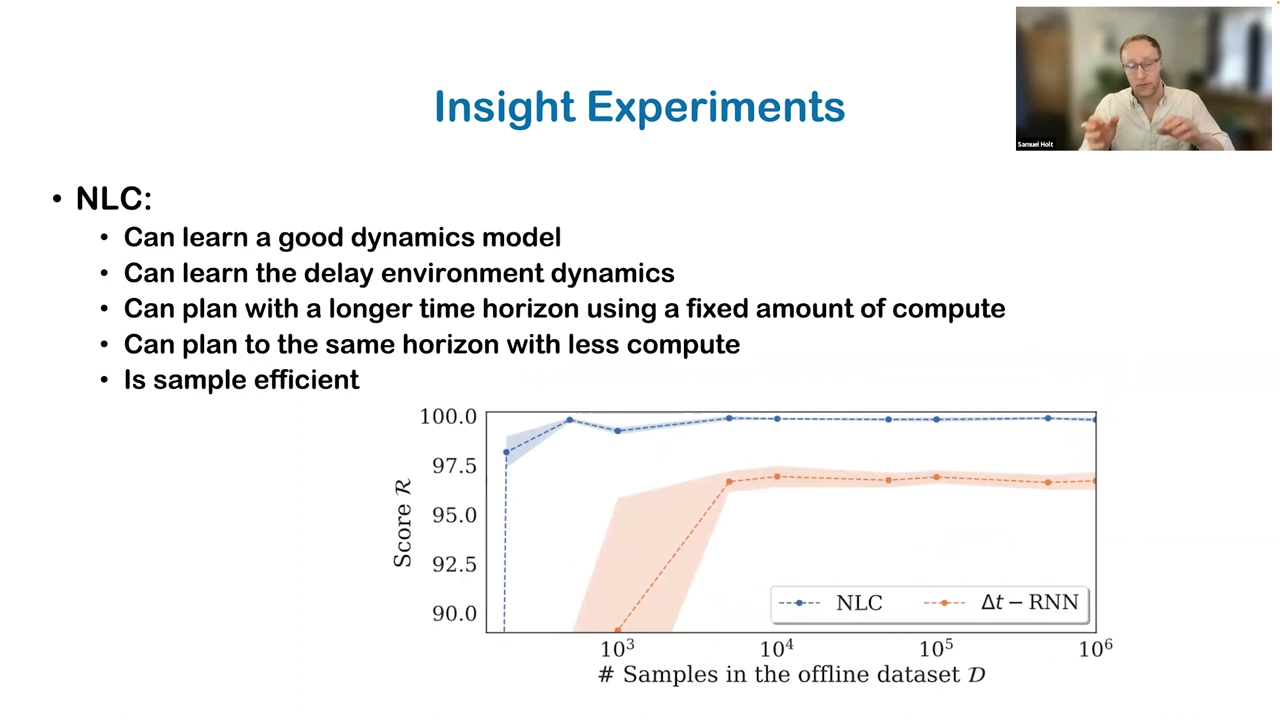 Insight Experiments
Samuel Holt
• NLC:
• Can learn a good dynamics model
• Can learn the delay environment dynamics
• Can plan with a longer time horizon using a fixed amount of compute
• Can plan to the same horizon with less compute
• Is sample efficient
100.0
97.5
95.0
92.5
90.0
Score ℛ
NLC
Δt − RNN
10³
10⁴
10⁵
10⁶
# Samples in the offline dataset 𝒟